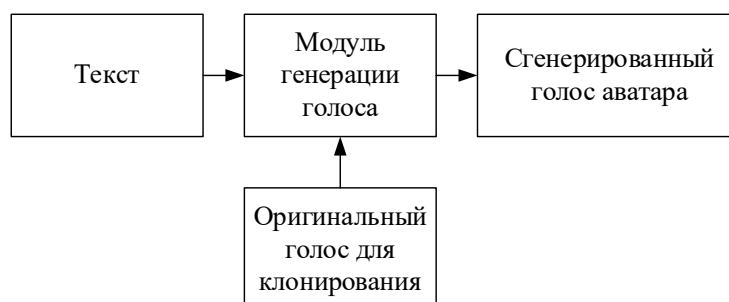 Текст
Модуль
генерации
голоса
Сгенерированный
голос аватара
Оригинальный
голос для
клонирования